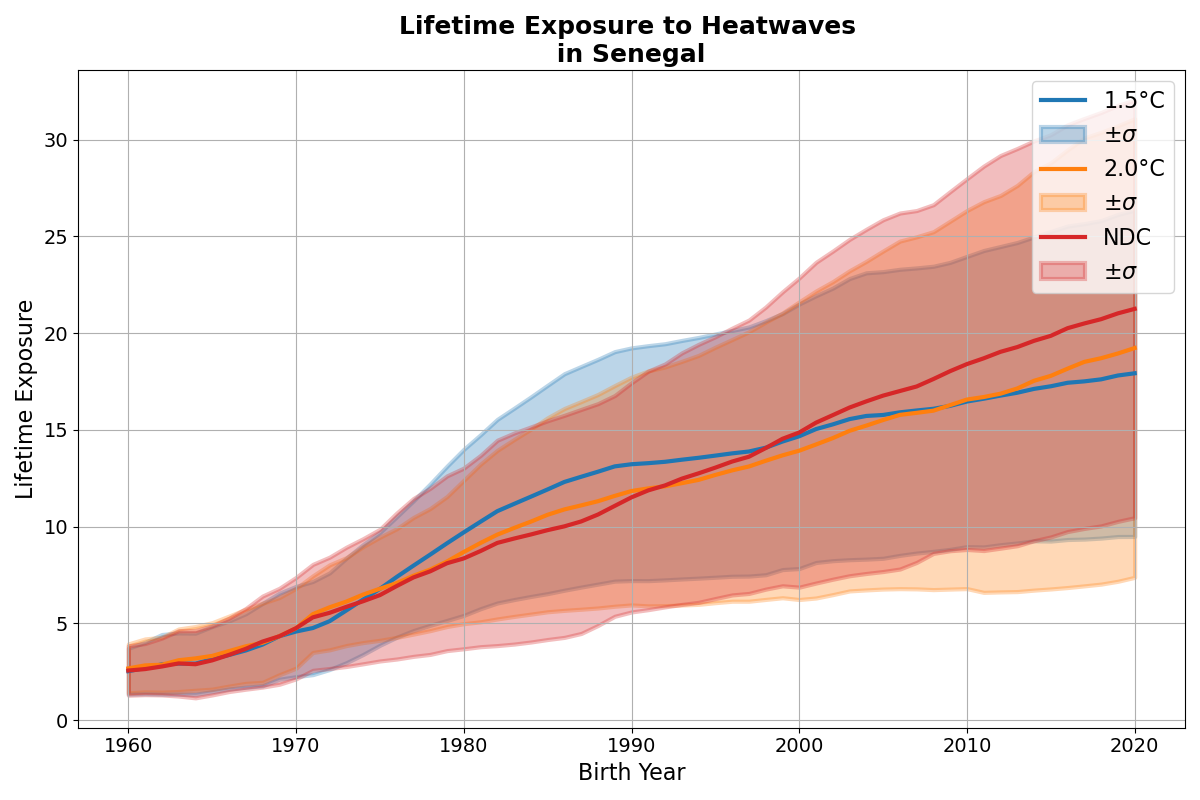 Lifetime Exposure to Heatwaves
in Senegal
Lifetime Exposure
30
25
20
15
10
5
0
1960 1970 1980 1990 2000 2010 2020
Birth Year
1.5°C
±σ
2.0°C
±σ
NDC
±σ